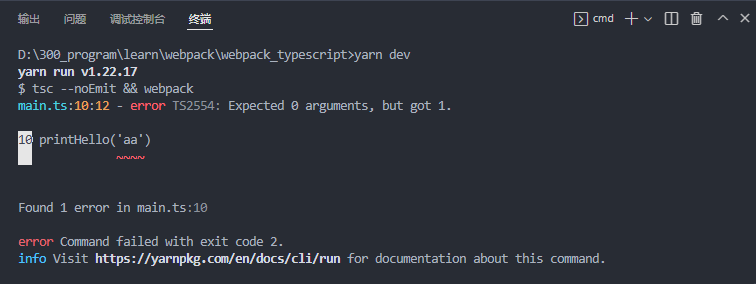 输出 问题 调试控制台 终端 cmd
D:\300_program\learn\webpack\webpack_typescript>yarn dev
yarn run v1.22.17
$ tsc --noEmit && webpack
main.ts:10:12 - error TS2554: Expected 0 arguments, but got 1.
10 printHello('aa')
~~~~
Found 1 error in main.ts:10
error Command failed with exit code 2.
info Visit https://yarnpkg.com/en/docs/cli/run for documentation about this command.